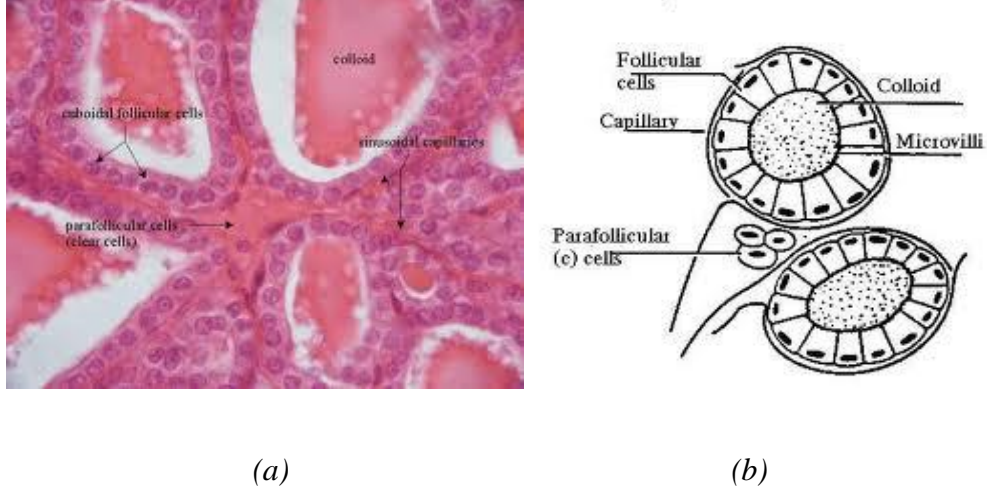 colloid
cuboidal follicular cells
sinusoidal capillaries
parafollicular cells
(clear cells)
Follicular
cells
Colloid
Capillary
Microvilli
Parafollicular
(c) cells
(a)
(b)